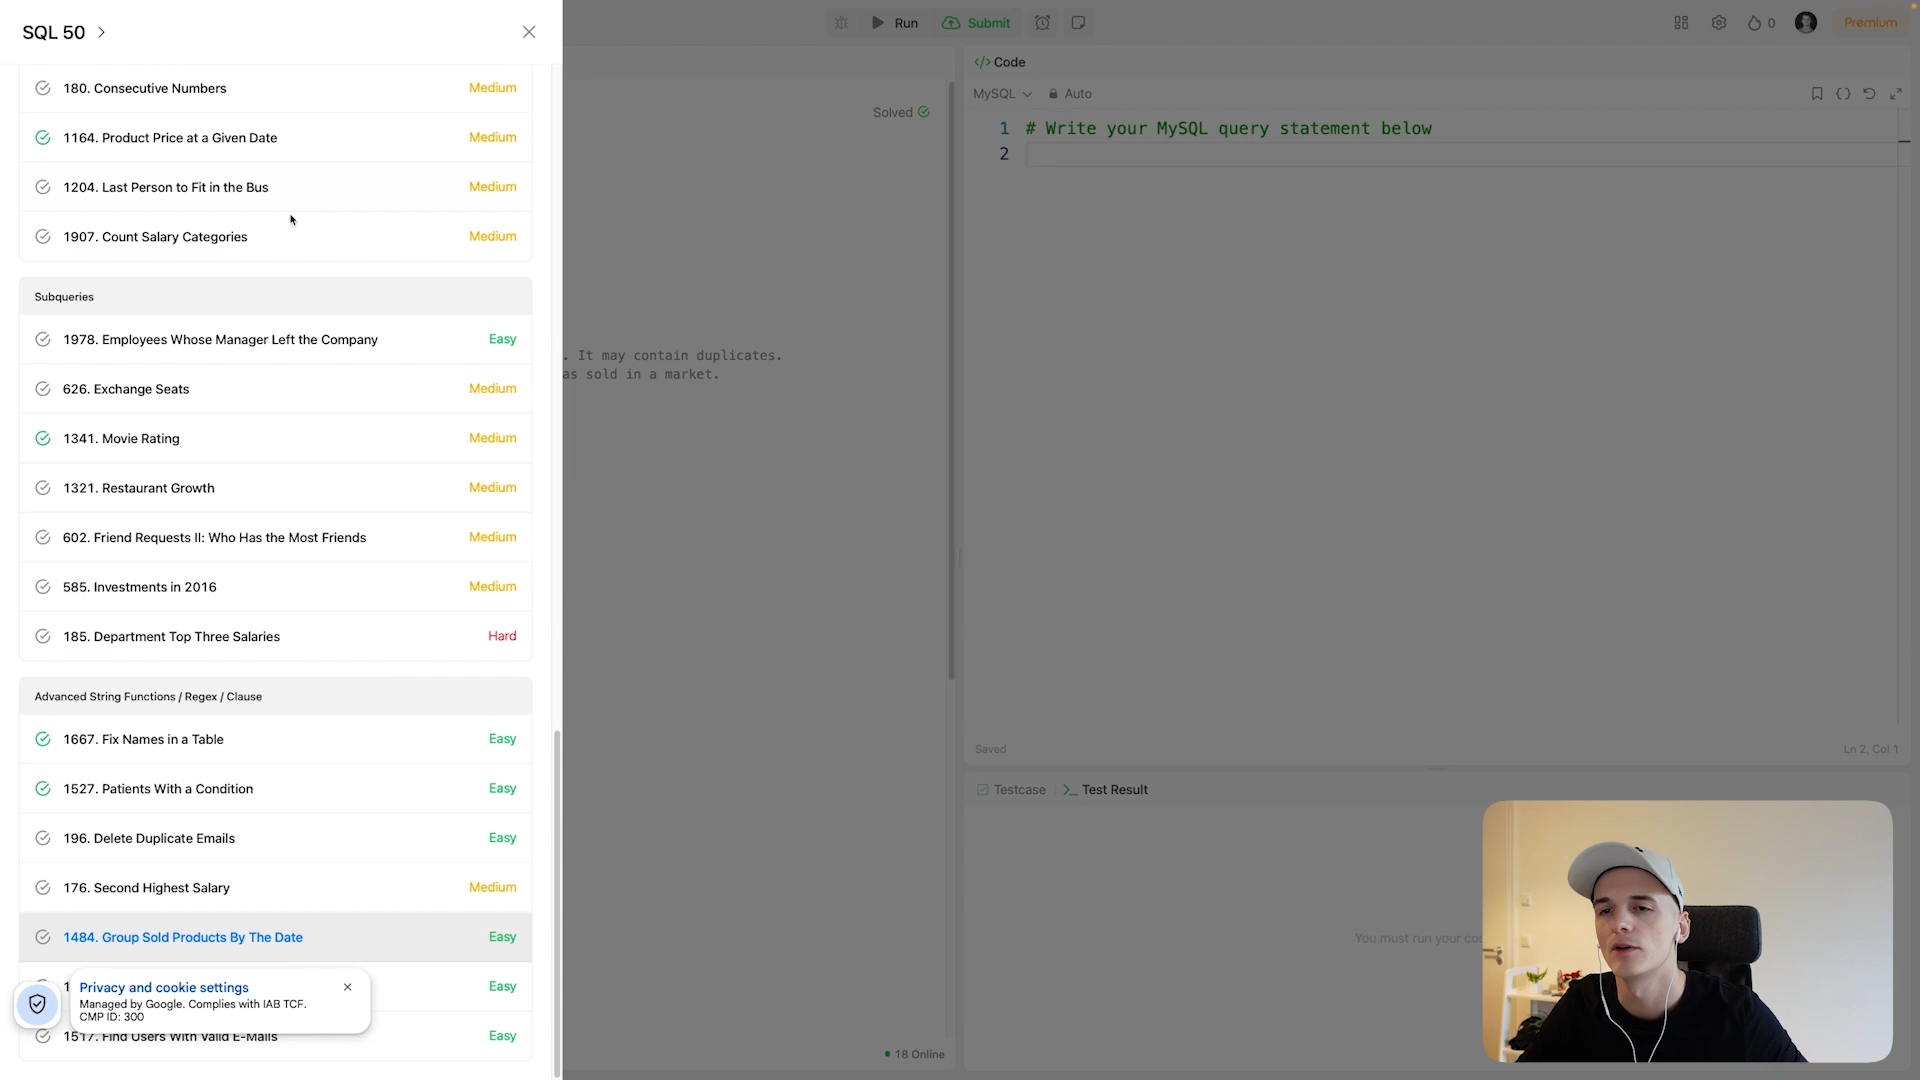 SQL 50
180. Consecutive Numbers
Medium
1164. Product Price at a Given Date
Medium
1204. Last Person to Fit in the Bus
Medium
1907. Count Salary Categories
Medium
Subqueries
1978. Employees Whose Manager Left the Company
Easy
626. Exchange Seats
Medium
1341. Movie Rating
Medium
1321. Restaurant Growth
Medium
602. Friend Requests II: Who Has the Most Friends
Medium
585. Investments in 2016
Medium
185. Department Top Three Salaries
Hard
Advanced String Functions / Regex / Clause
1667. Fix Names in a Table
Easy
1527. Patients With a Condition
Easy
196. Delete Duplicate Emails
Easy
176. Second Highest Salary
Medium
1484. Group Sold Products By The Date
Easy
Easy
1517. Find Users With Valid E-Mails
Easy
Privacy and cookie settings
Managed by Google. Complies with IAB TCF.
CMP ID: 300
Run
Submit
0
Premium
Solved
. It may contain duplicates.
as sold in a market.
18 Online
</> Code
MySQL
Auto
1 # Write your MySQL query statement below
2
Saved
Ln 2, Col 1
Testcase
Test Result
You must run your